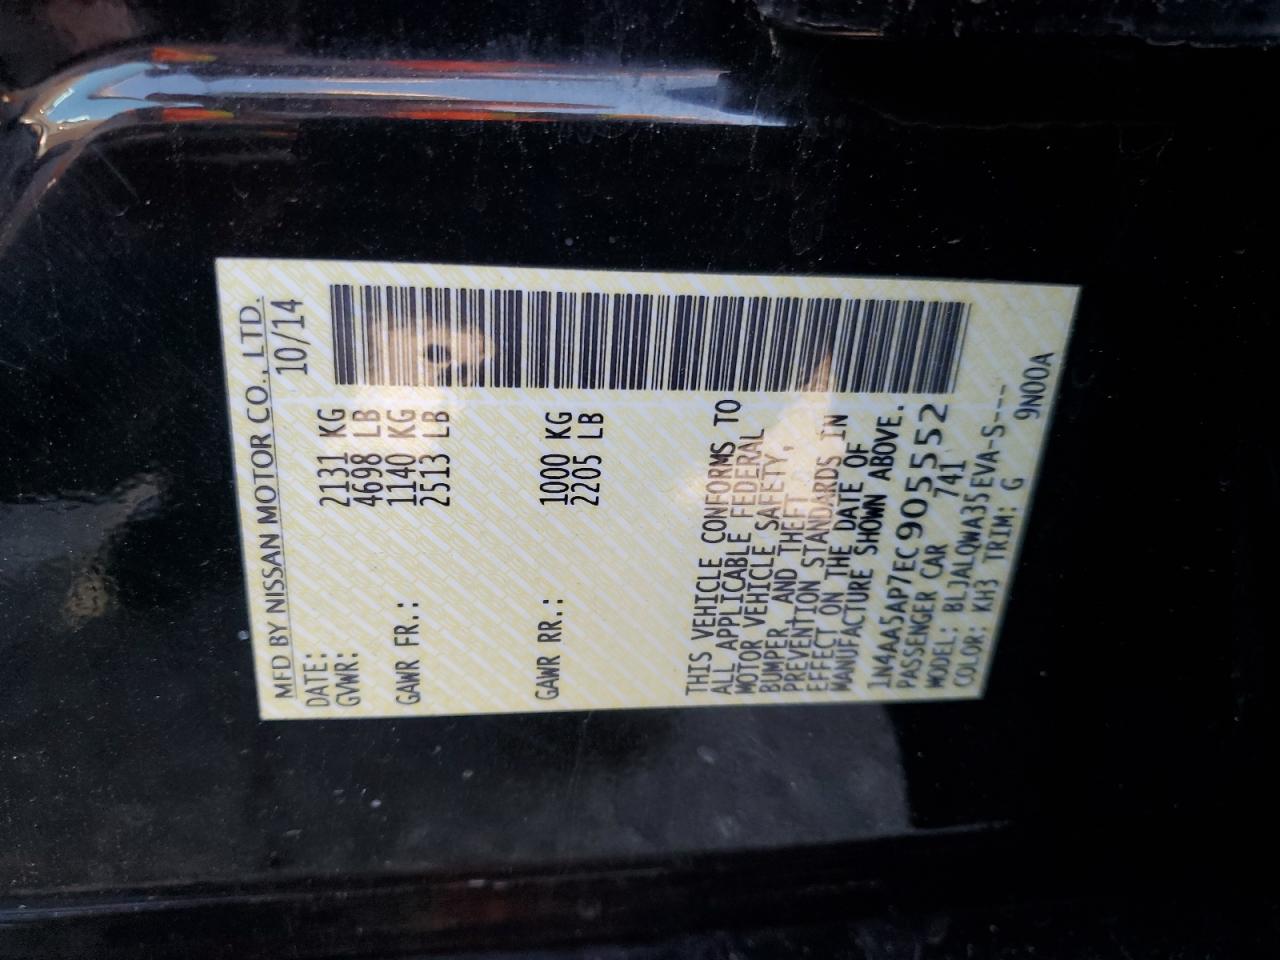 MFD BY NISSAN MOTOR CO., LTD.
DATE: 10/14
GVWR: 2131 KG
4698 LB
GAWR FR.: 1140 KG
2513 LB
GAWR RR.: 1000 KG
2205 LB
THIS VEHICLE CONFORMS TO
ALL APPLICABLE FEDERAL
MOTOR VEHICLE SAFETY,
BUMPER AND THEFT
PREVENTION STANDARDS IN
EFFECT ON THE DATE OF
MANUFACTURE SHOWN ABOVE.
1N4AA5AP7EC905552
PASSENGER CAR 741
MODEL: BLJALQWA35EVA-S---
COLOR: KH3 TRIM: G 9N00A